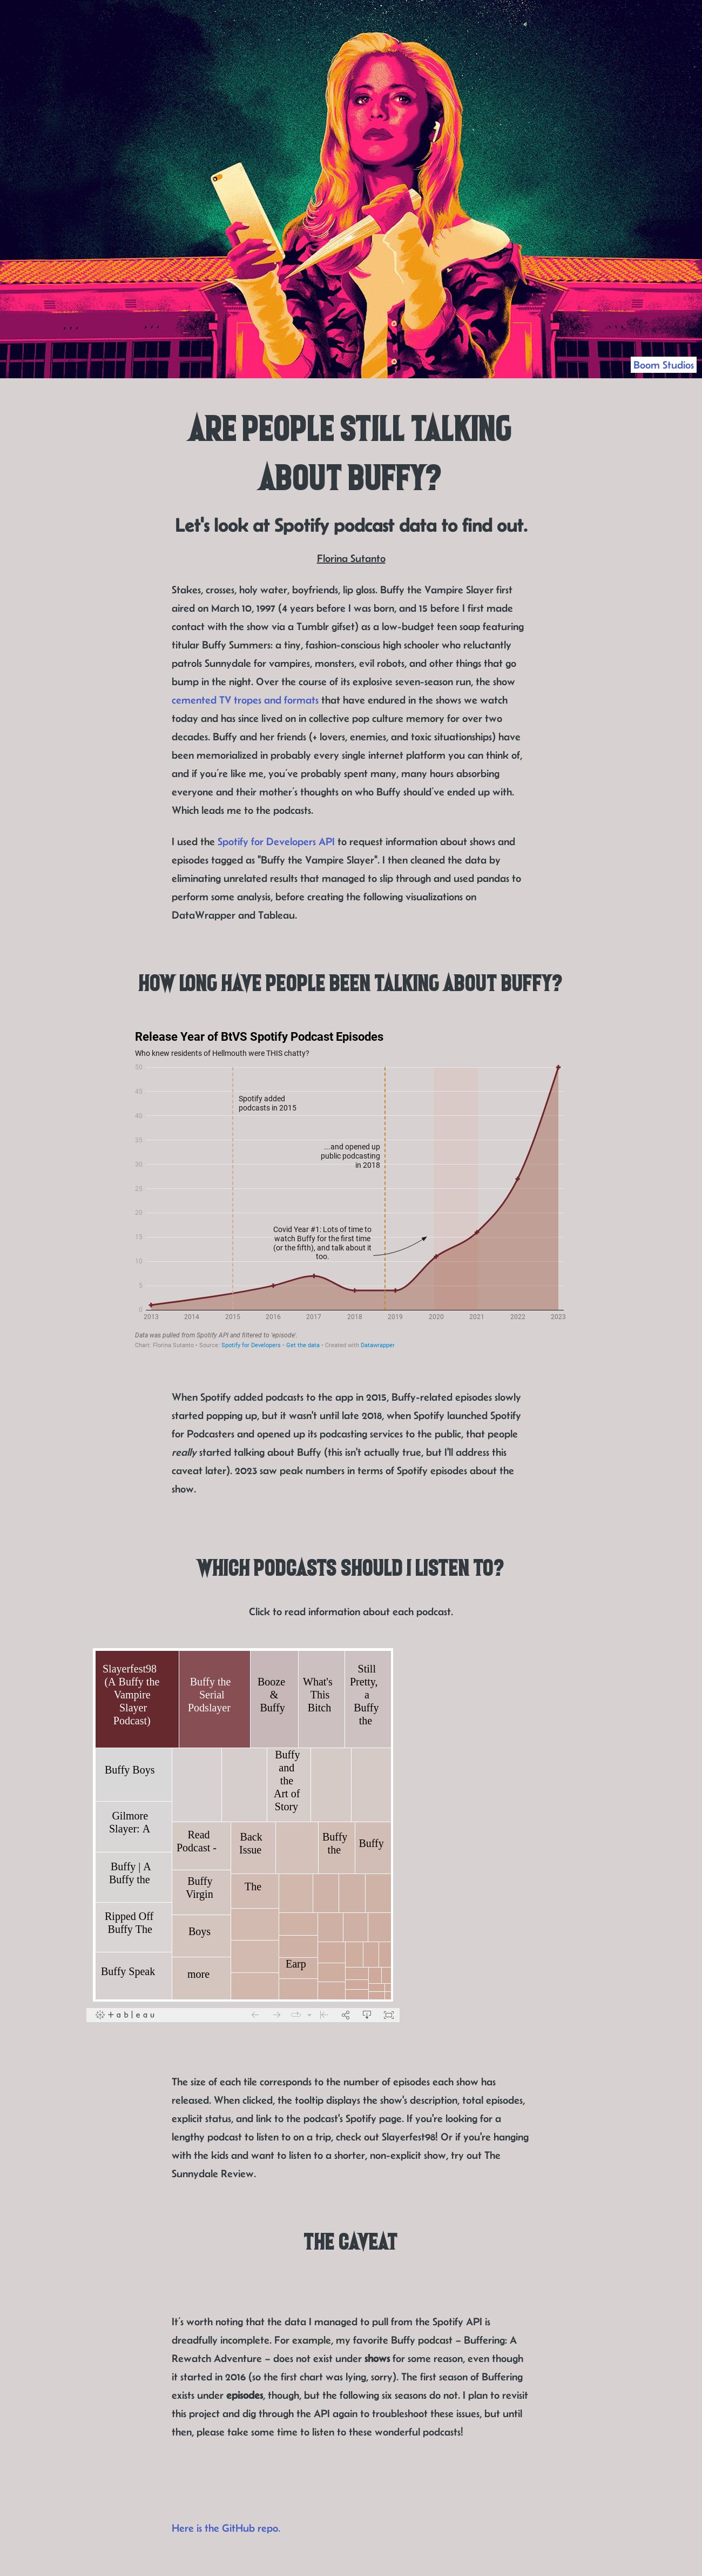 Boom Studios
ARE PEOPLE STILL TALKING
ABOUT BUFFY?
Let's look at Spotify podcast data to find out.
Florina Sutanto
Stakes, crosses, holy water, boyfriends, lip gloss. Buffy the Vampire Slayer first
aired on March 10, 1997 (4 years before I was born, and 15 before I first made
contact with the show via a Tumblr gifset) as a low-budget teen soap featuring
titular Buffy Summers: a tiny, fashion-conscious high schooler who reluctantly
patrols Sunnydale for vampires, monsters, evil robots, and other things that go
bump in the night. Over the course of its explosive seven-season run, the show
cemented TV tropes and formats that have endured in the shows we watch
today and has since lived on in collective pop culture memory for over two
decades. Buffy and her friends (+ lovers, enemies, and toxic situationships) have
been memorialized in probably every single internet platform you can think of,
and if you're like me, you've probably spent many, many hours absorbing
everyone and their mother's thoughts on who Buffy should've ended up with.
Which leads me to the podcasts.
I used the Spotify for Developers API to request information about shows and
episodes tagged as "Buffy the Vampire Slayer". I then cleaned the data by
eliminating unrelated results that managed to slip through and used pandas to
perform some analysis, before creating the following visualizations on
DataWrapper and Tableau.
HOW LONG HAVE PEOPLE BEEN TALKING ABOUT BUFFY?
Release Year of BtVS Spotify Podcast Episodes
Who knew residents of Hellmouth were THIS chatty?
50
45
40
35
30
25
20
15
10
5
0
Spotify added
podcasts in 2015
...and opened up
public podcasting
in 2018
Covid Year #1: Lots of time to
watch Buffy for the first time
(or the fifth), and talk about it
too.
2013 2014 2015 2016 2017 2018 2019 2020 2021 2022 2023
Data was pulled from Spotify API and filtered to 'episode'.
Chart: Florina Sutanto • Source: Spotify for Developers • Get the data • Created with Datawrapper
When Spotify added podcasts to the app in 2015, Buffy-related episodes slowly
started popping up, but it wasn't until late 2018, when Spotify launched Spotify
for Podcasters and opened up its podcasting services to the public, that people
really started talking about Buffy (this isn't actually true, but I'll address this
caveat later). 2023 saw peak numbers in terms of Spotify episodes about the
show.
WHICH PODCASTS SHOULD I LISTEN TO?
Click to read information about each podcast.
Slayerfest98
(A Buffy the
Vampire
Slayer
Podcast)
Buffy the
Serial
Podslayer
Booze
&
Buffy
What's
This
Bitch
Still
Pretty,
a
Buffy
the
Buffy Boys
Gilmore
Slayer: A
Buffy | A
Buffy the
Ripped Off
Buffy The
Buffy Speak
Buffy
and
the
Art of
Story
Read
Podcast -
Buffy
Virgin
Boys
more
Back
Issue
The
Buffy
the
Buffy
Earp
+ableau
The size of each tile corresponds to the number of episodes each show has
released. When clicked, the tooltip displays the show's description, total episodes,
explicit status, and link to the podcast's Spotify page. If you're looking for a
lengthy podcast to listen to on a trip, check out Slayerfest98! Or if you're hanging
with the kids and want to listen to a shorter, non-explicit show, try out The
Sunnydale Review.
THE CAVEAT
It's worth noting that the data I managed to pull from the Spotify API is
dreadfully incomplete. For example, my favorite Buffy podcast – Buffering: A
Rewatch Adventure – does not exist under shows for some reason, even though
it started in 2016 (so the first chart was lying, sorry). The first season of Buffering
exists under episodes, though, but the following six seasons do not. I plan to revisit
this project and dig through the API again to troubleshoot these issues, but until
then, please take some time to listen to these wonderful podcasts!
Here is the GitHub repo.